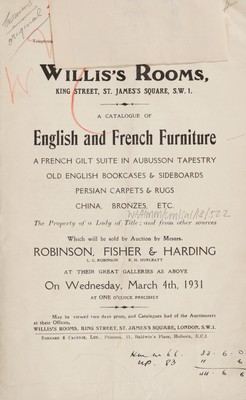 WILLIS'S ROOMS,
KING STREET, ST. JAMES'S SQUARE, S.W.1.
A CATALOGUE OF
English and French Furniture
A FRENCH GILT SUITE IN AUBUSSON TAPESTRY
OLD ENGLISH BOOKCASES & SIDEBOARDS
PERSIAN CARPETS & RUGS
CHINA, BRONZES, ETC.
The Property of a Lady of Title; and from other sources
Which will be sold by Auction by Messrs.
ROBINSON, FISHER & HARDING
AT THEIR GREAT GALLERIES AS ABOVE
On Wednesday, March 4th, 1931
AT ONE O'CLOCK PRECISELY
May be viewed two days prior, and Catalogues had of the Auctioneers
at their Offices,
WILLIS'S ROOMS, KING STREET, ST. JAMES'S SQUARE, LONDON, S.W.1.
Printers, 11, Baldwin's Place, Holborn, E.C.1